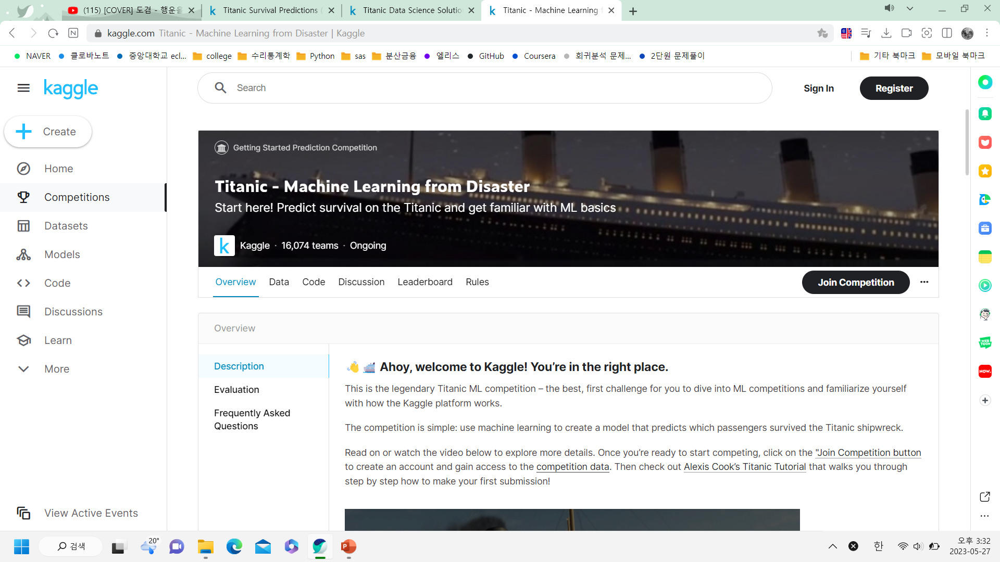 (115) [COVER] 도겸 - 행운을
Titanic Survival Predictions (
Titanic Data Science Solutio
Titanic - Machine Learning f
kaggle.com Titanic - Machine Learning from Disaster | Kaggle
NAVER 클로바노트 중앙대학교 ecl... college 수리통계학 Python sas 분산금융 엘리스 GitHub Coursera 회귀분석 문제... 2단원 문제풀이 기타 북마크 모바일 북마크
kaggle
Search
Sign In
Register
Create
Home
Competitions
Datasets
Models
Code
Discussions
Learn
More
View Active Events
Getting Started Prediction Competition
Titanic - Machine Learning from Disaster
Start here! Predict survival on the Titanic and get familiar with ML basics
k
Kaggle · 16,074 teams · Ongoing
Overview Data Code Discussion Leaderboard Rules
Join Competition
Overview
Description
Evaluation
Frequently Asked
Questions
👋🛳️ Ahoy, welcome to Kaggle! You’re in the right place.
This is the legendary Titanic ML competition – the best, first challenge for you to dive into ML competitions and familiarize yourself
with how the Kaggle platform works.
The competition is simple: use machine learning to create a model that predicts which passengers survived the Titanic shipwreck.
Read on or watch the video below to explore more details. Once you’re ready to start competing, click on the "Join Competition button
to create an account and gain access to the competition data. Then check out Alexis Cook’s Titanic Tutorial that walks you through
step by step how to make your first submission!
WEB
TOON
NOW.
검색
20°
한
오후 3:32
2023-05-27